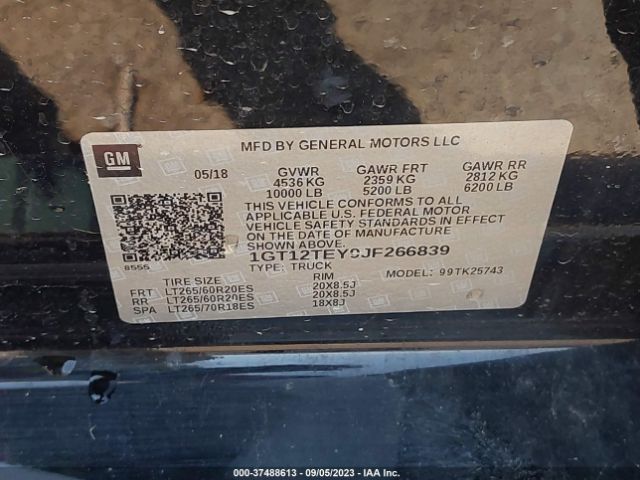 GM
MFD BY GENERAL MOTORS LLC
05/18
GVWR
4536 KG
10000 LB
GAWR FRT
2359 KG
5200 LB
GAWR RR
2812 KG
6200 LB
THIS VEHICLE CONFORMS TO ALL
APPLICABLE U.S. FEDERAL MOTOR
VEHICLE SAFETY STANDARDS IN EFFECT
ON THE DATE OF MANUFACTURE
SHOWN ABOVE.
8555
1GT12TEY9JF266839
TYPE: TRUCK
MODEL: 99TK25743
TIRE SIZE RIM
FRT LT265/60R20ES 20X8.5J
RR LT265/60R20ES 20X8.5J
SPA LT265/70R18ES 18X8J
000-37488613 - 09/05/2023 - IAA Inc.